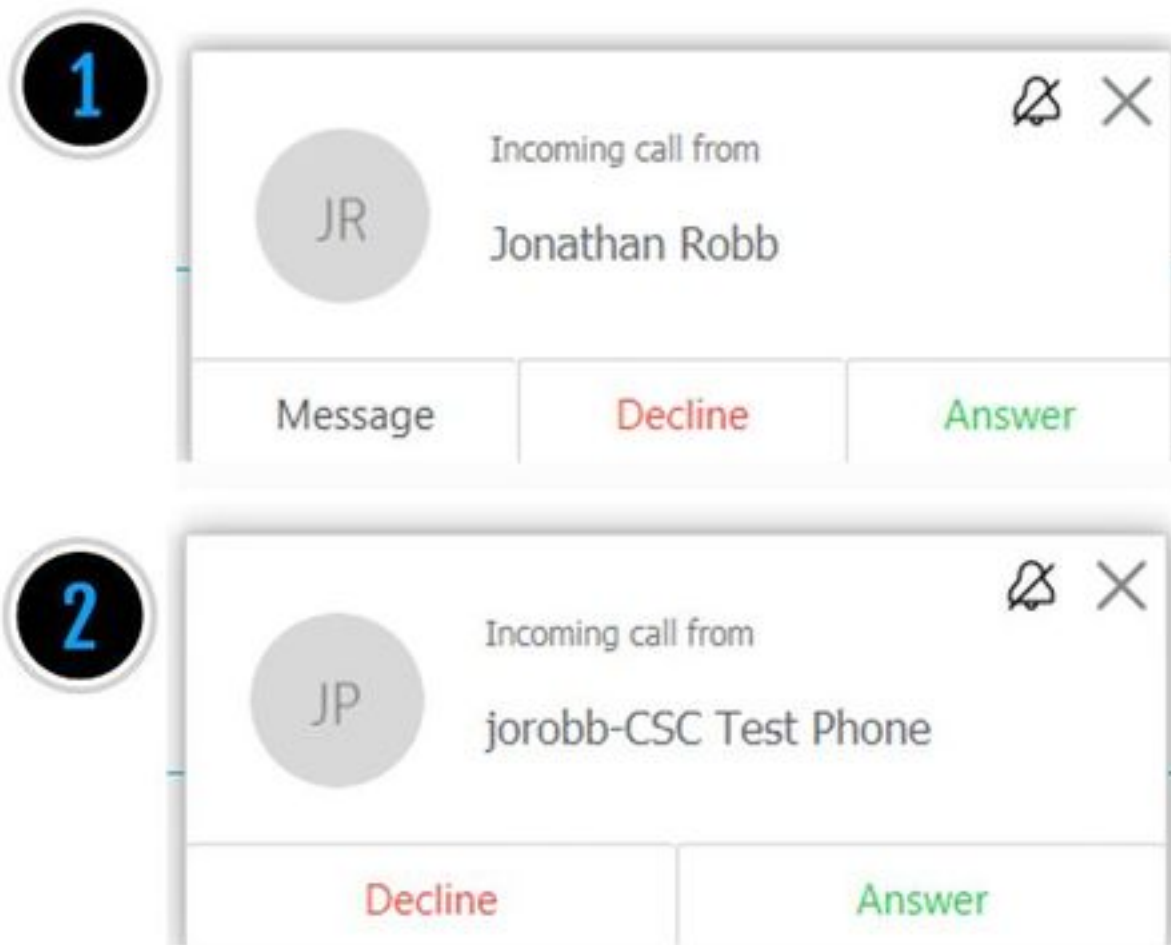 1
Incoming call from
JR
Jonathan Robb
Message Decline Answer
2
Incoming call from
JP
jorobb-CSC Test Phone
Decline Answer